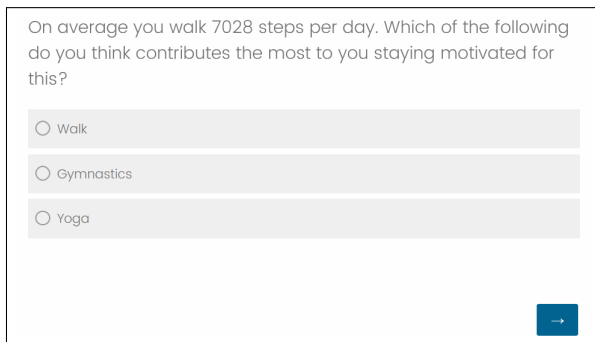 On average you walk 7028 steps per day. Which of the following
do you think contributes the most to you staying motivated for
this?
Walk
Gymnastics
Yoga
→